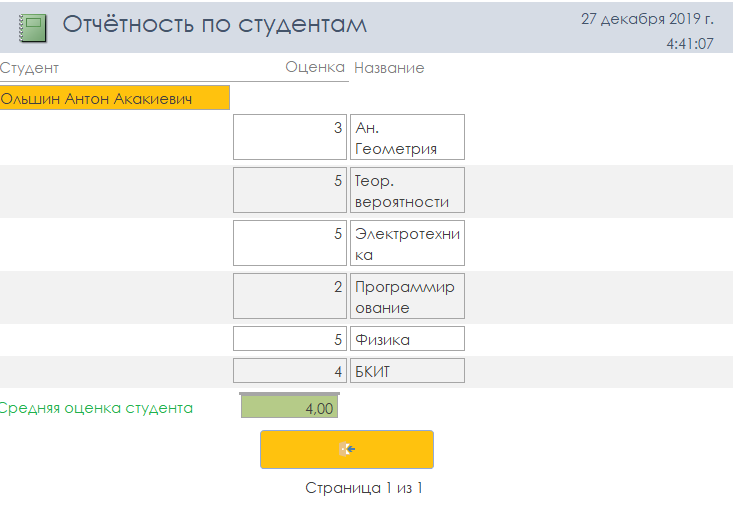 Отчётность по студентам
27 декабря 2019 г.
4:41:07
Студент Оценка Название
Ольшин Антон Акакиевич
3 Ан.
Геометрия
5 Теор.
вероятности
5 Электротехни
ка
2 Программир
ование
5 Физика
4 БКИТ
Средняя оценка студента 4,00
Страница 1 из 1